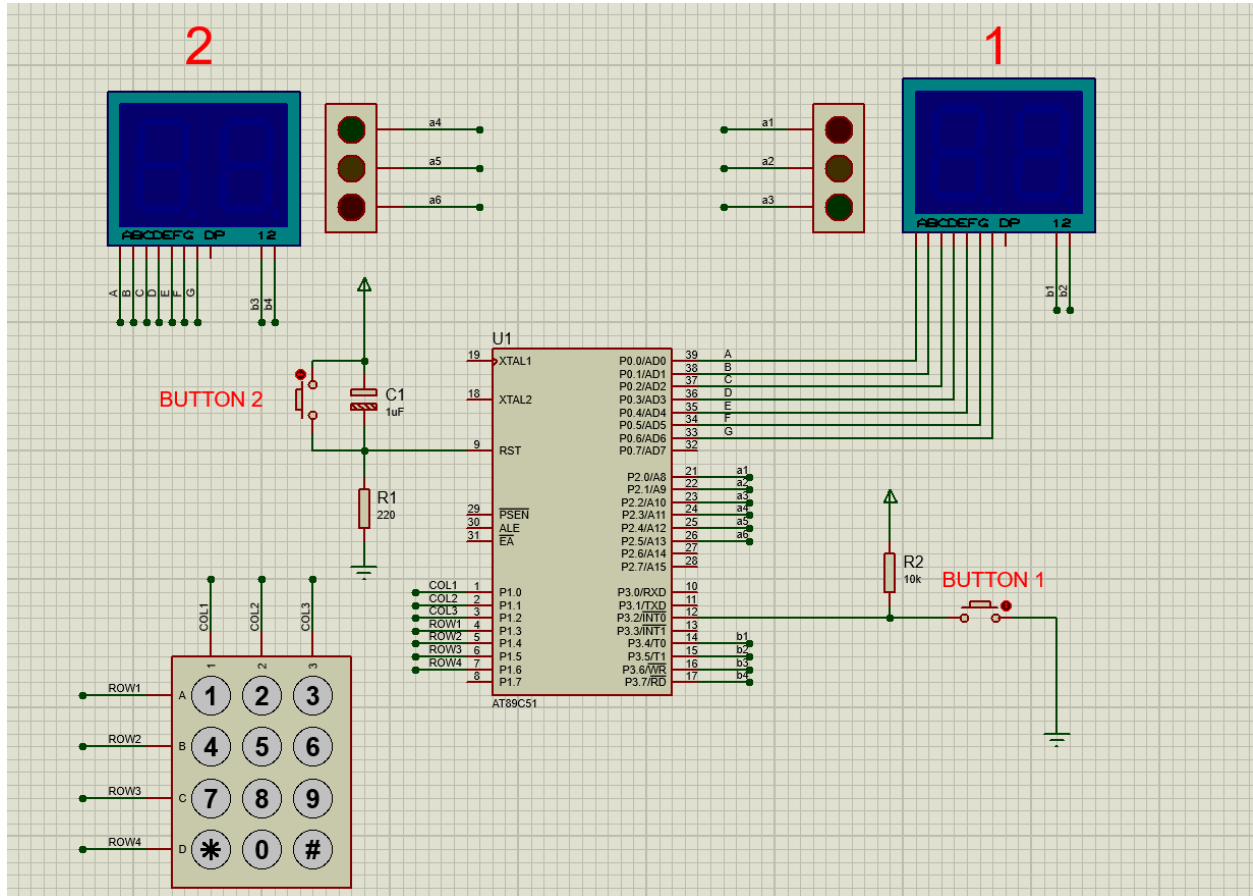 2
1
a4
a5
a6
a1
a2
a3
ABCDEFG DP
12
ABCDEFG DP
12
A
B
C
D
E
F
G
b3
b4
b1
b2
U1
19
XTAL1
18
XTAL2
9
RST
29
PSEN
30
ALE
31
EA
1
P1.0
2
P1.1
3
P1.2
4
P1.3
5
P1.4
6
P1.5
7
P1.6
8
P1.7
COL1
COL2
COL3
ROW1
ROW2
ROW3
ROW4
P0.0/AD0
39
A
P0.1/AD1
38
B
P0.2/AD2
37
C
P0.3/AD3
36
D
P0.4/AD4
35
E
P0.5/AD5
34
F
P0.6/AD6
33
G
P0.7/AD7
32
P2.0/A8
21
a1
P2.1/A9
22
a2
P2.2/A10
23
a3
P2.3/A11
24
a4
P2.4/A12
25
a5
P2.5/A13
26
a6
P2.6/A14
27
P2.7/A15
28
P3.0/RXD
10
P3.1/TXD
11
P3.2/INT0
12
P3.3/INT1
13
P3.4/T0
14
b1
P3.5/T1
15
b2
P3.6/WR
16
b3
P3.7/RD
17
b4
AT89C51
BUTTON 2
C1
1uF
R1
220
R2
10k
BUTTON 1
COL1
COL2
COL3
1
2
3
ROW1
A
1 2 3
ROW2
B
4 5 6
ROW3
C
7 8 9
ROW4
D
* 0 #